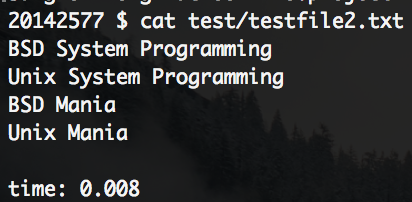 20142577 $ cat test/testfile2.txt
BSD System Programming
Unix System Programming
BSD Mania
Unix Mania
time: 0.008